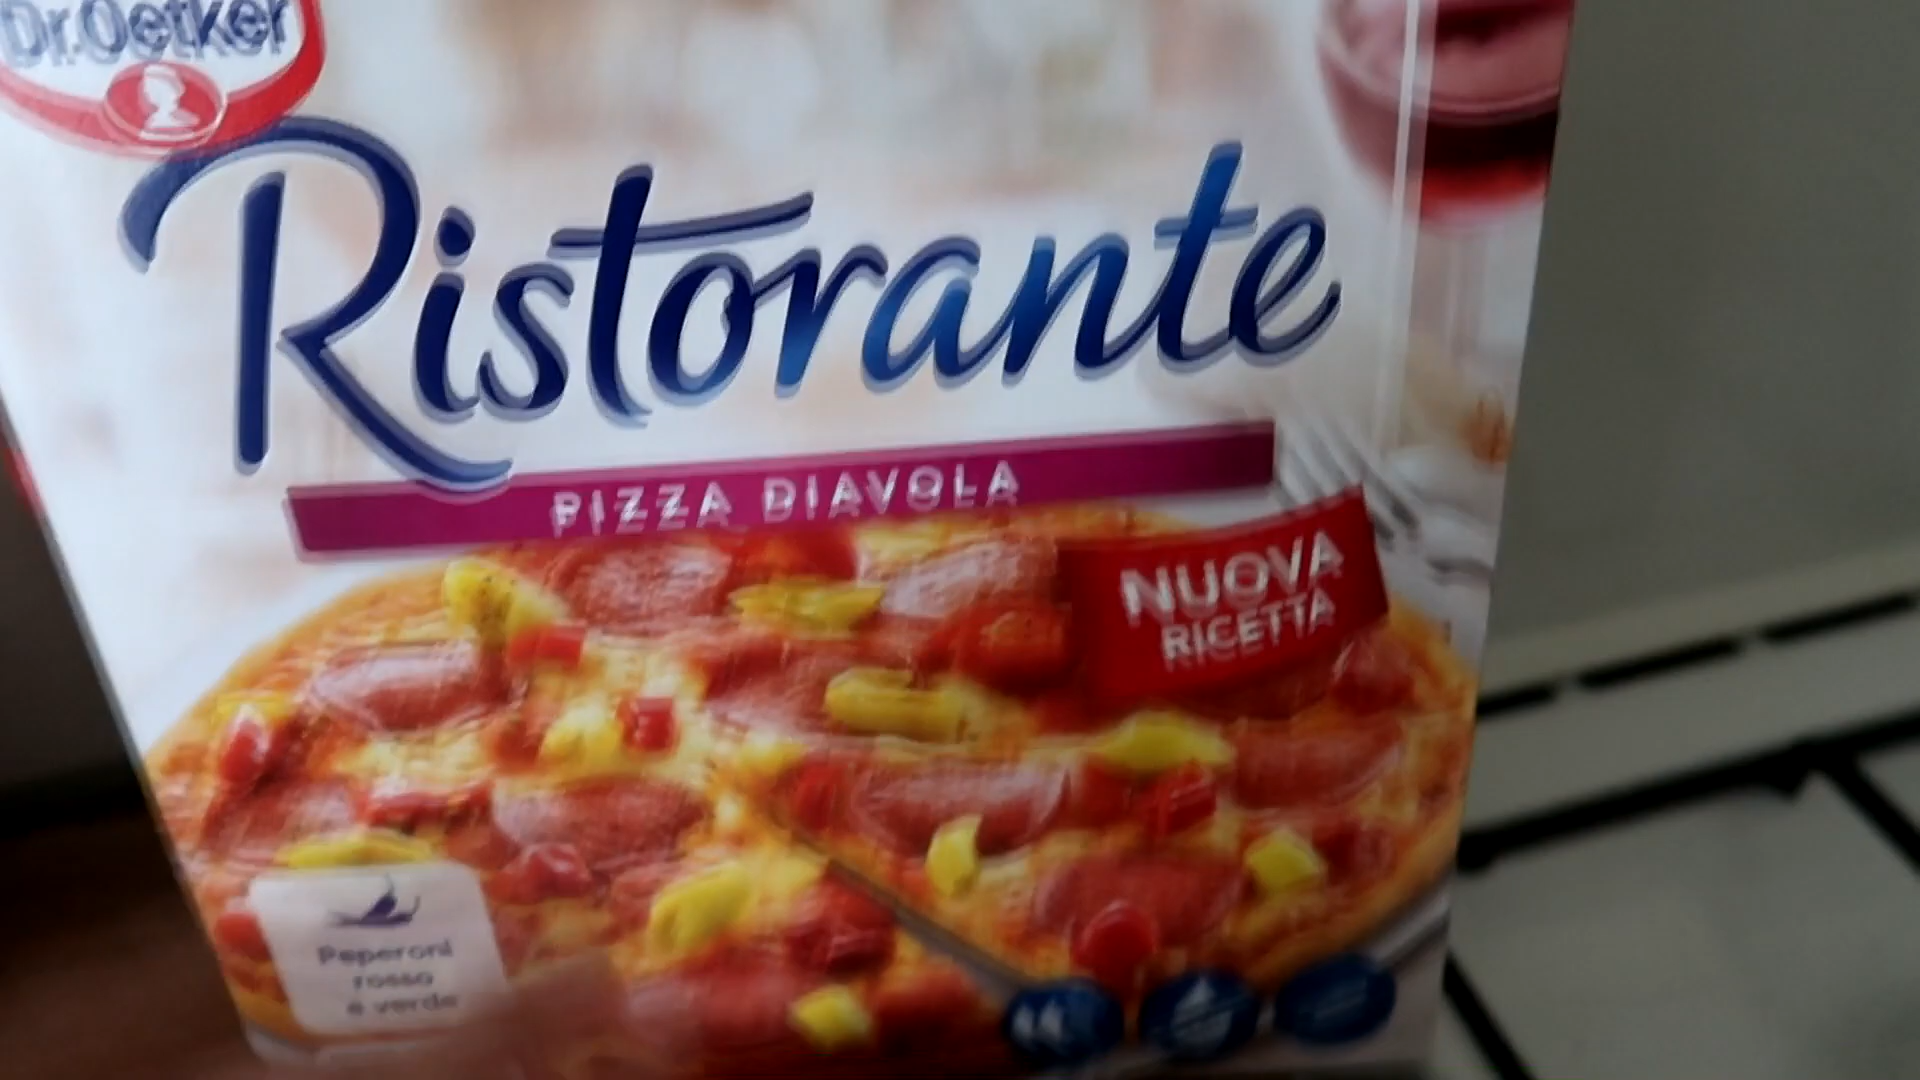 Dr.Oetker
Ristorante
PIZZA DIAVOLA
NUOVA
RICETTA
Peperoni
rosso
e verde